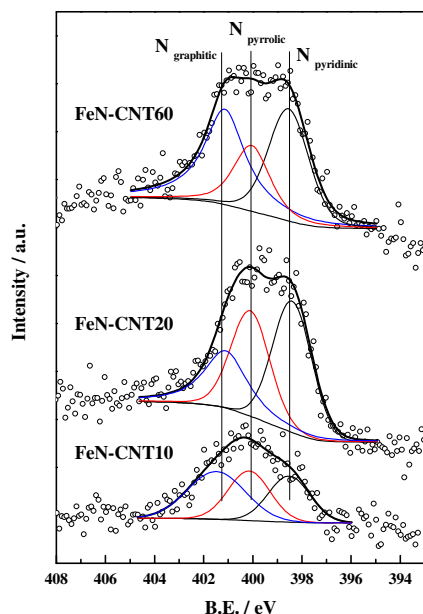 N graphitic
N pyrrolic
N pyridinic
FeN-CNT60
FeN-CNT20
FeN-CNT10
Intensity / a.u.
408 406 404 402 400 398 396 394
B.E. / eV